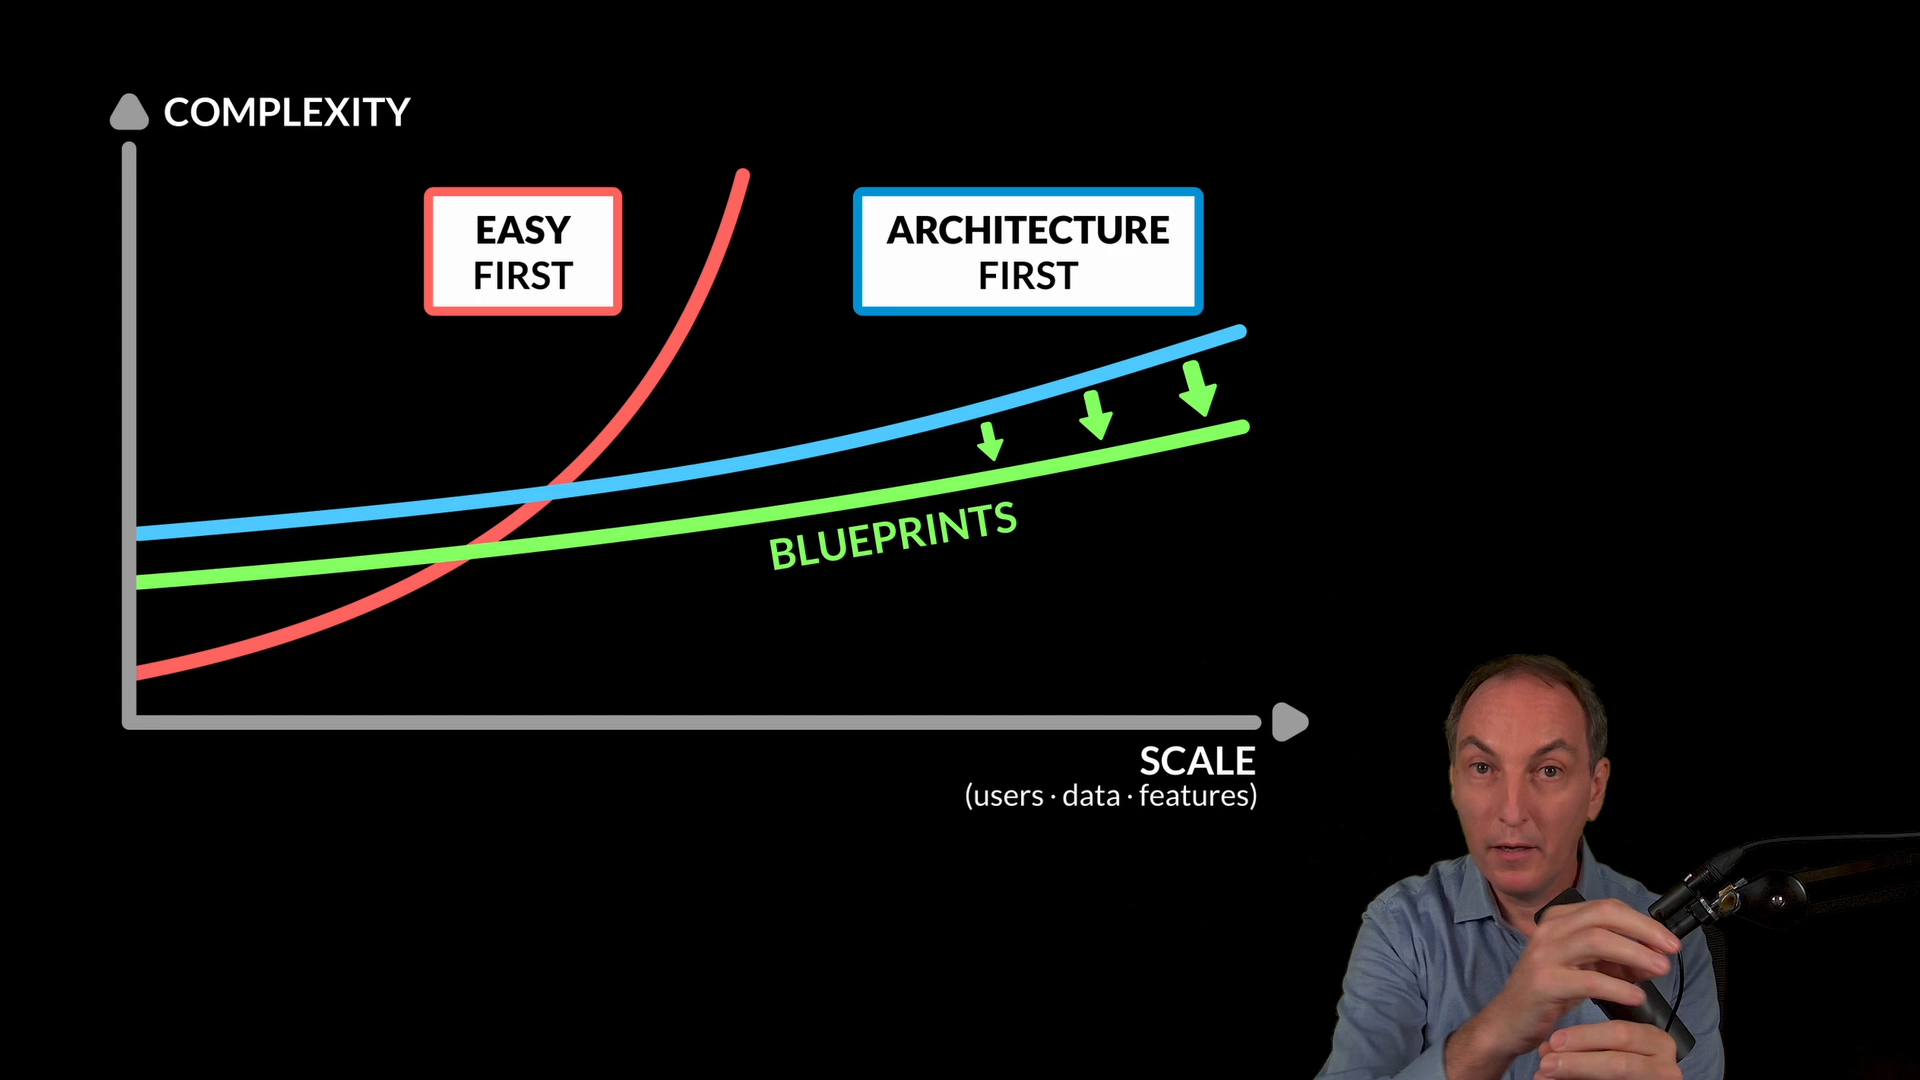 COMPLEXITY
EASY
FIRST
ARCHITECTURE
FIRST
BLUEPRINTS
SCALE
(users · data · features)